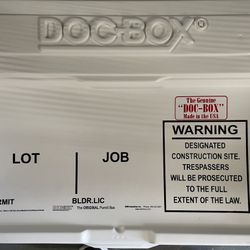 DOC-BOX®
The Genuine
"DOC-BOX"
Made in the USA
WARNING
DESIGNATED
CONSTRUCTION SITE.
TRESPASSERS
WILL BE PROSECUTED
TO THE FULL
EXTENT OF THE LAW.
LOT
JOB
RMIT
BLDR.LIC
The ORIGINAL Permit Box